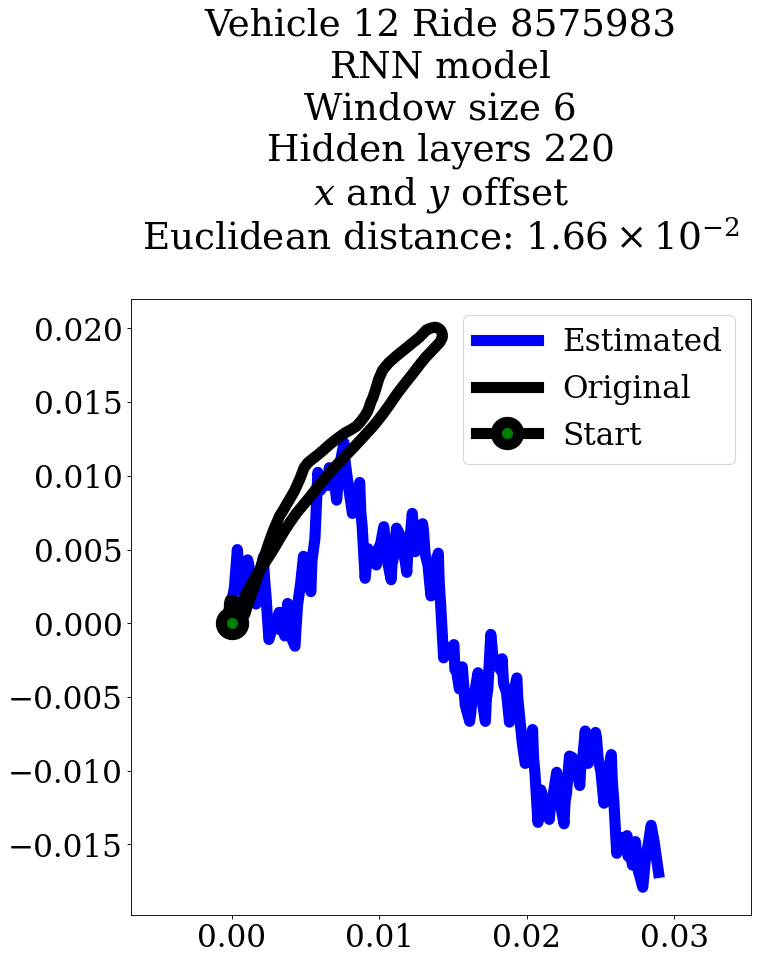 Vehicle 12 Ride 8575983
RNN model
Window size 6
Hidden layers 220
x and y offset
Euclidean distance: 1.66 × 10⁻²
Estimated
Original
Start
0.020
0.015
0.010
0.005
0.000
−0.005
−0.010
−0.015
0.00 0.01 0.02 0.03